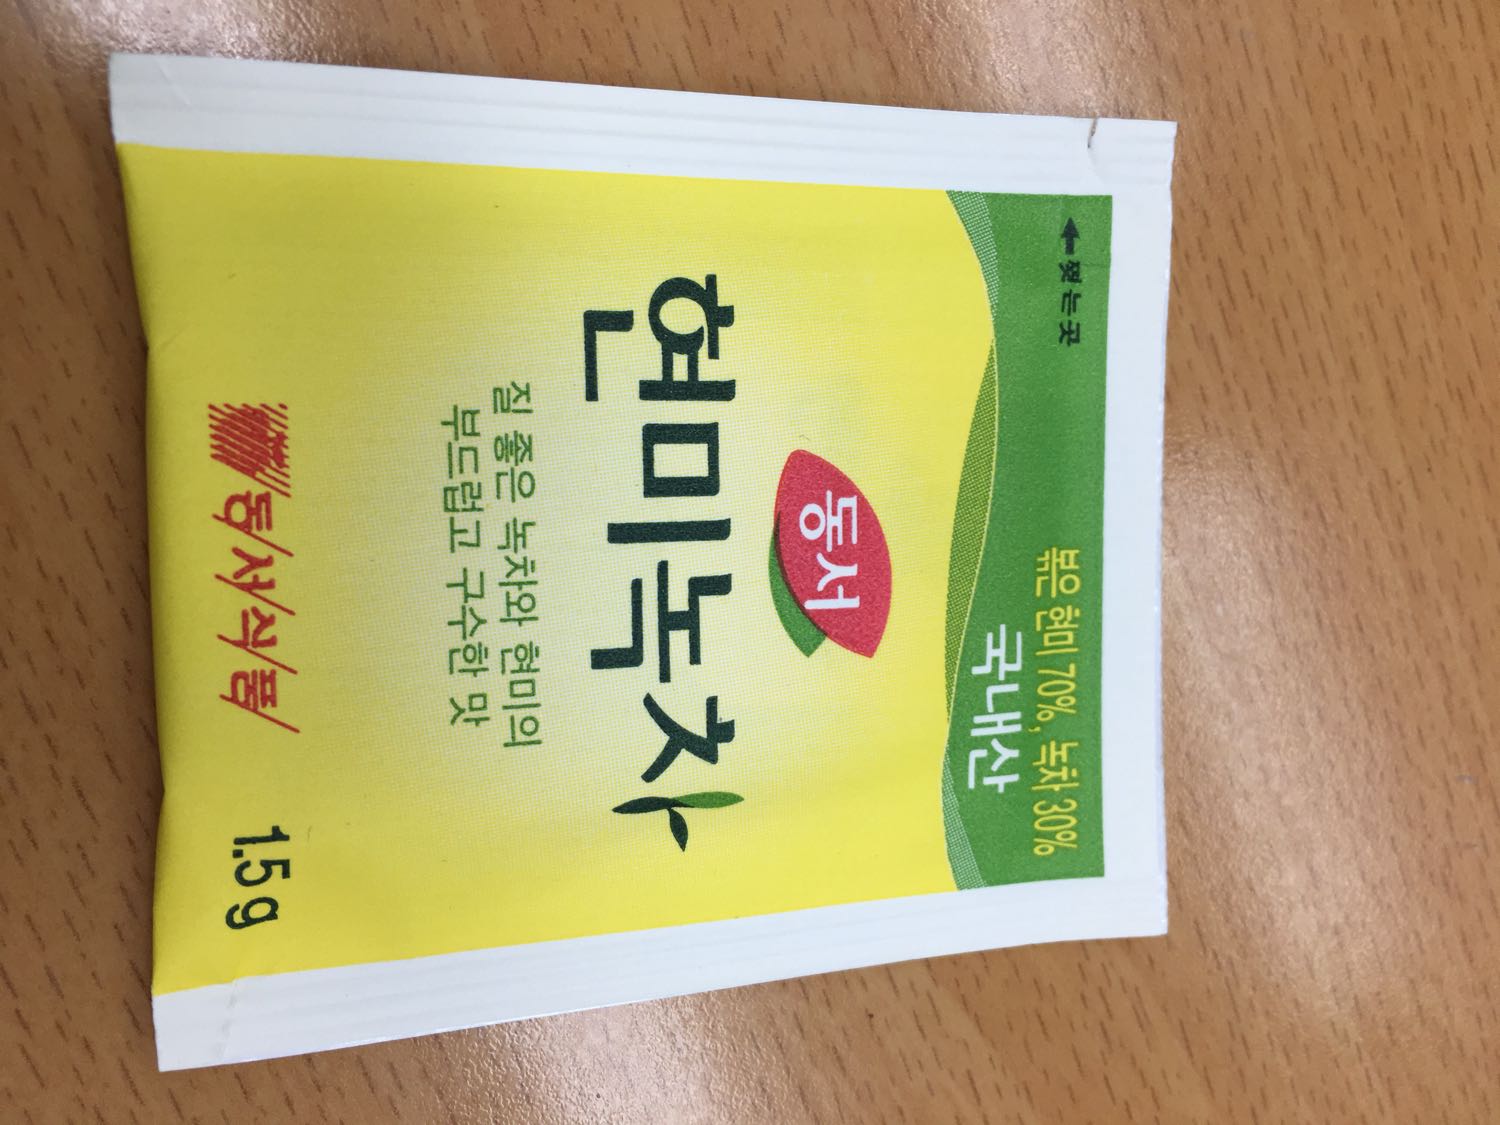 ← 찢는곳
볶은 현미 70%, 녹차 30%
국내산
동서
현미녹차
질 좋은 녹차와 현미의
부드럽고 구수한 맛
동/서/식/품/
1.5g